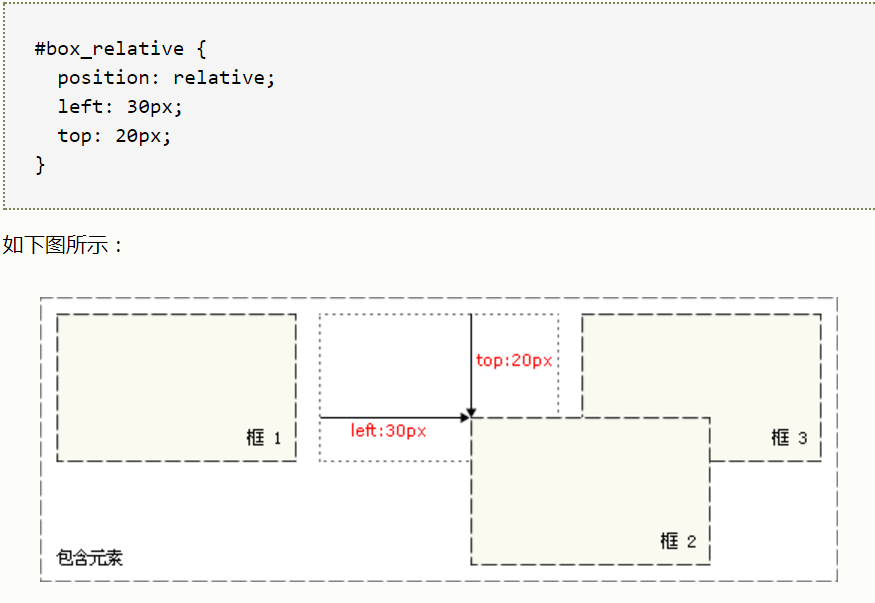 #box_relative {
  position: relative;
  left: 30px;
  top: 20px;
}
如下图所示：
top:20px
left:30px
框 1
框 3
框 2
包含元素